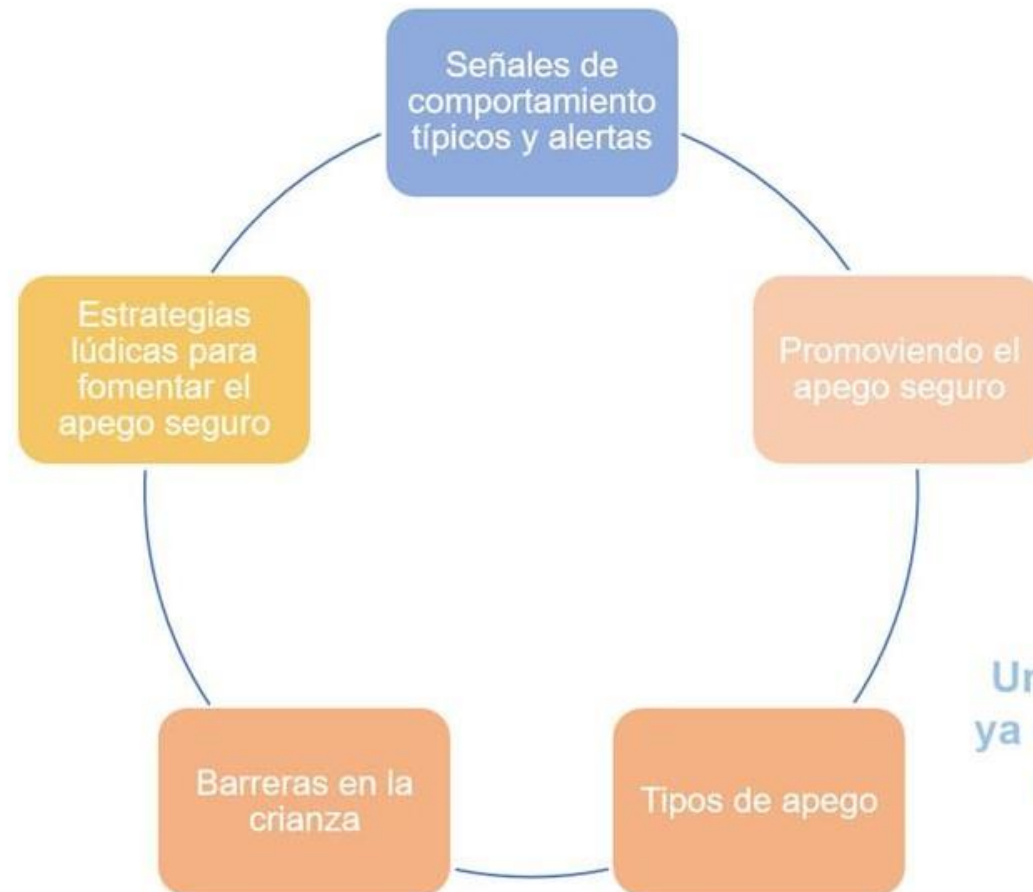 Señales de
comportamiento
típicos y alertas
Promoviendo el
apego seguro
Tipos de apego
Barreras en la
crianza
Estrategias
lúdicas para
fomentar el
apego seguro
ya